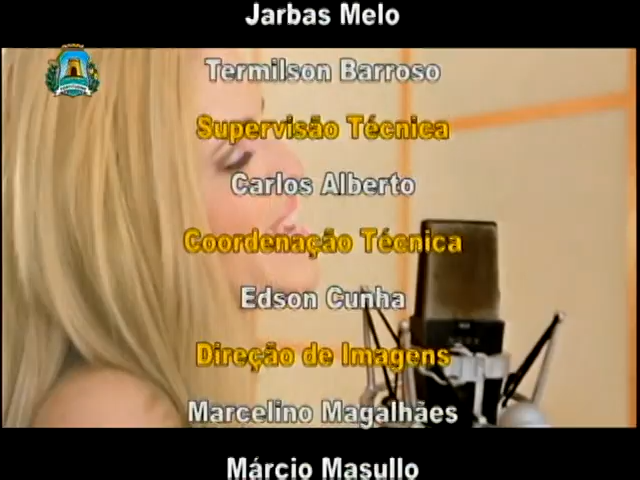 Jarbas Melo
Termilson Barroso
Supervisão Técnica
Carlos Alberto
Coordenação Técnica
Edson Cunha
Direção de Imagens
Marcelino Magalhães
Márcio Masullo